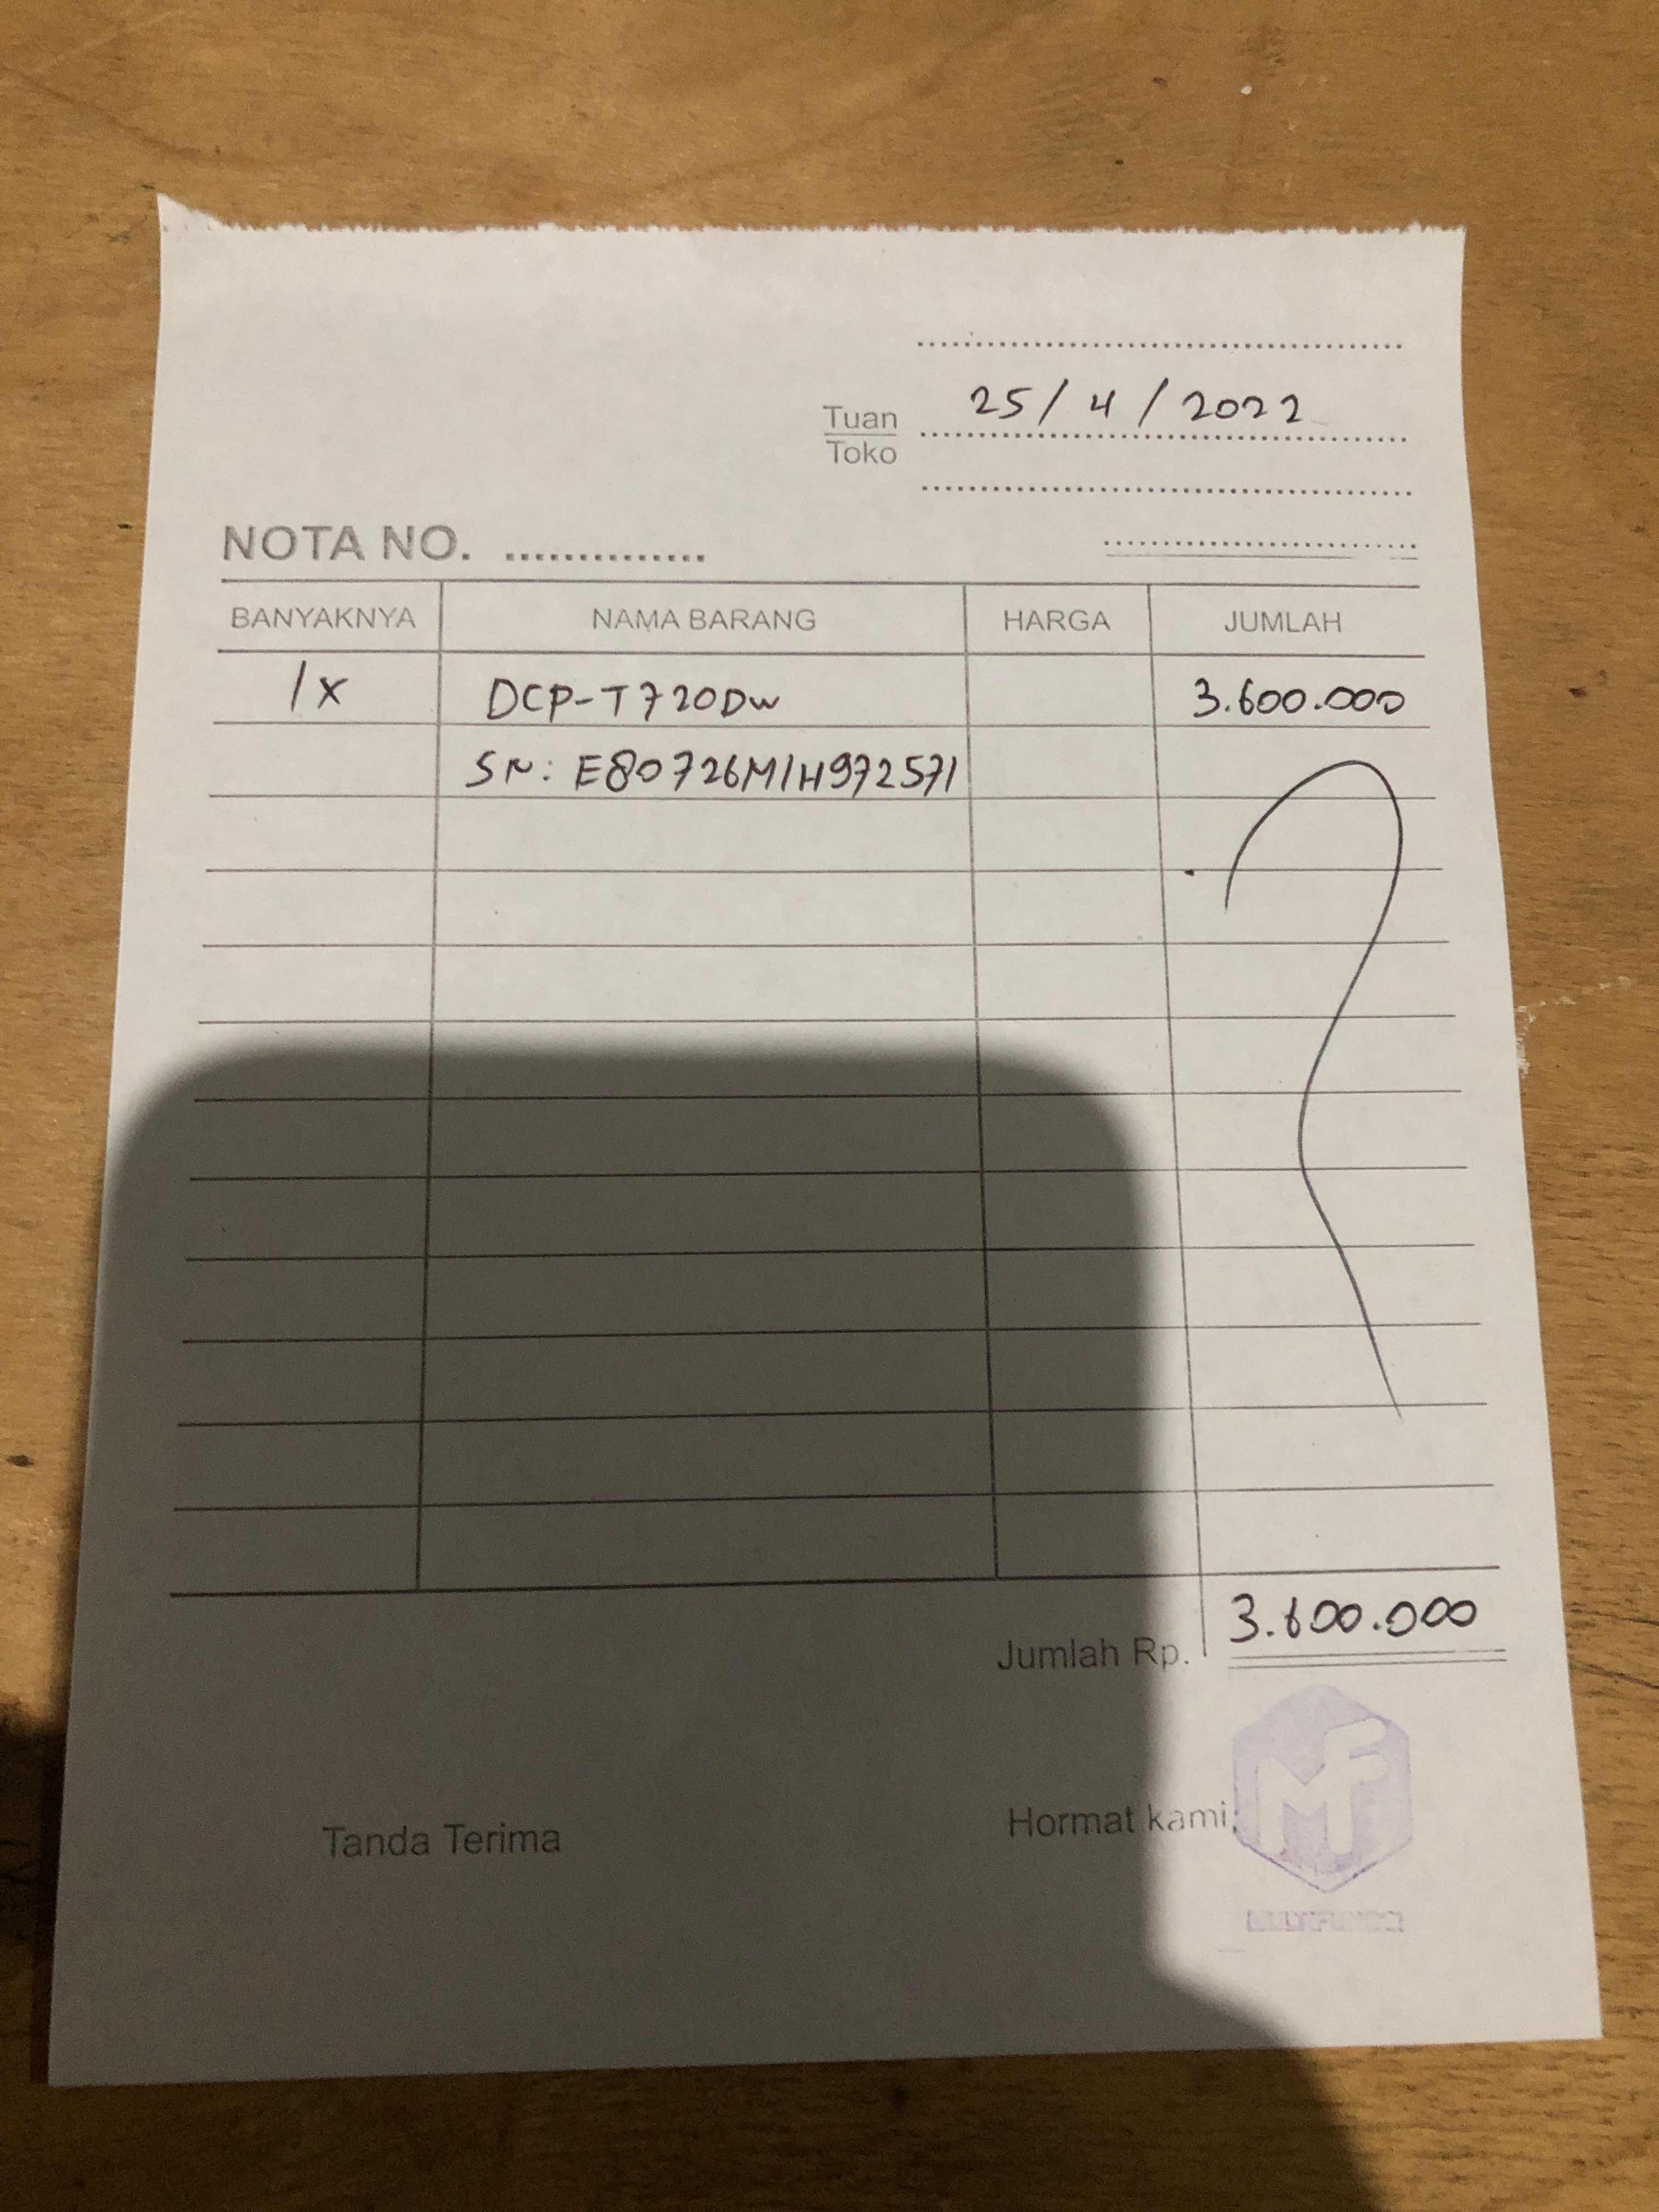 25/4/2022
Tuan
Toko
NOTA NO. ..............
BANYAKNYA NAMA BARANG HARGA JUMLAH
1x DCP-T720DW 3.600.000
SN: E80726M1H972571
Jumlah Rp. 3.600.000
Tanda Terima Hormat kami,
MF